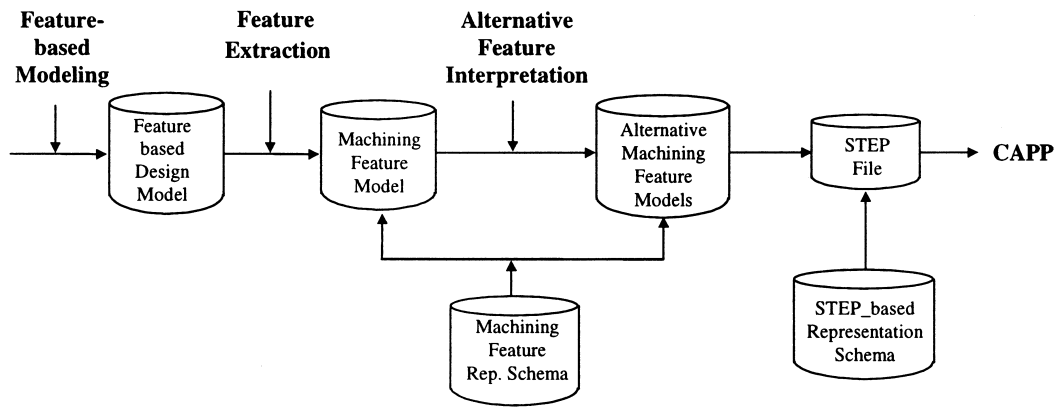 Feature-
based
Modeling
Feature
Extraction
Alternative
Feature
Interpretation
Feature
based
Design
Model
Machining
Feature
Model
Alternative
Machining
Feature
Models
STEP
File
CAPP
Machining
Feature
Rep. Schema
STEP_based
Representation
Schema